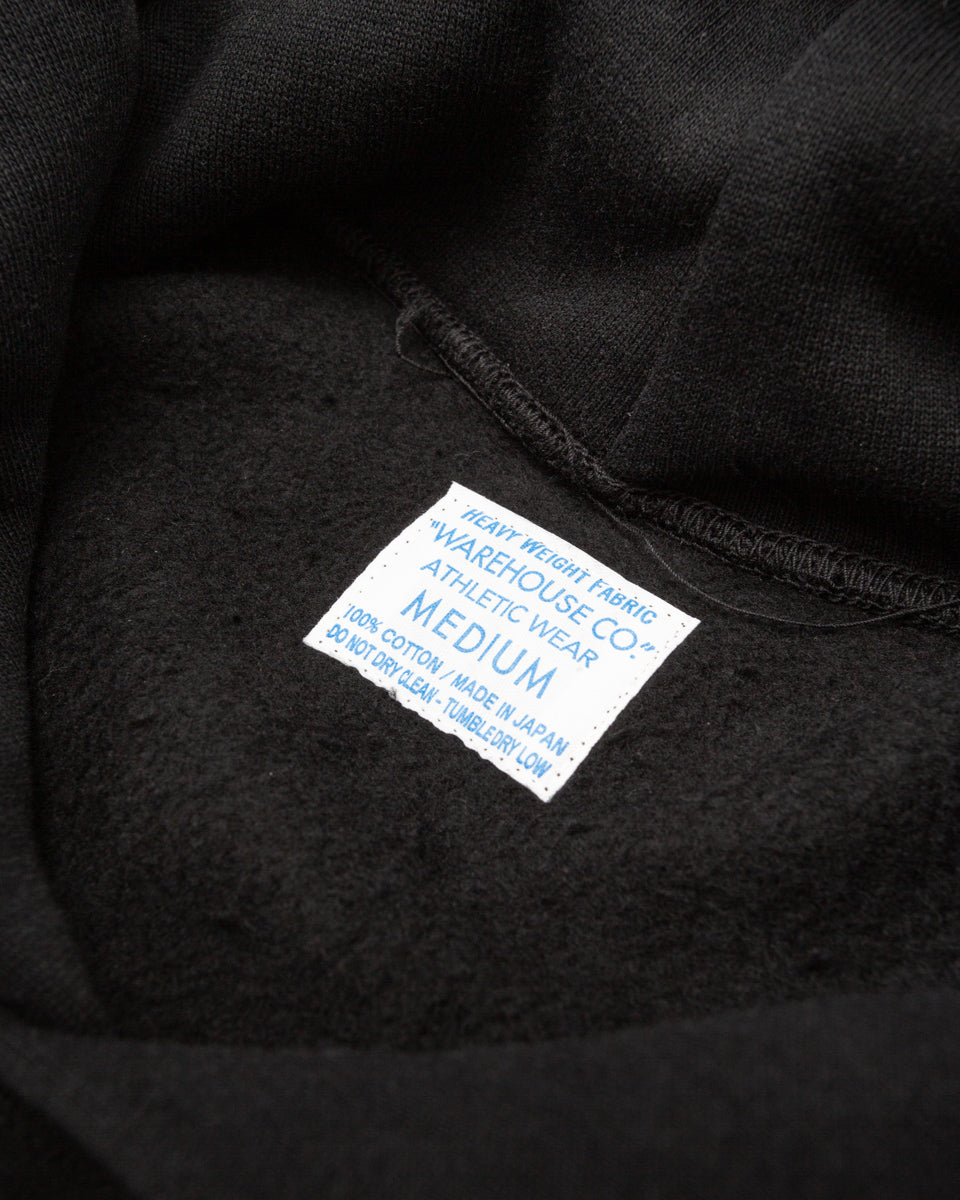 HEAVY WEIGHT FABRIC
"WAREHOUSE CO."
ATHLETIC WEAR
MEDIUM
100% COTTON / MADE IN JAPAN
DO NOT DRY CLEAN - TUMBLE DRY LOW